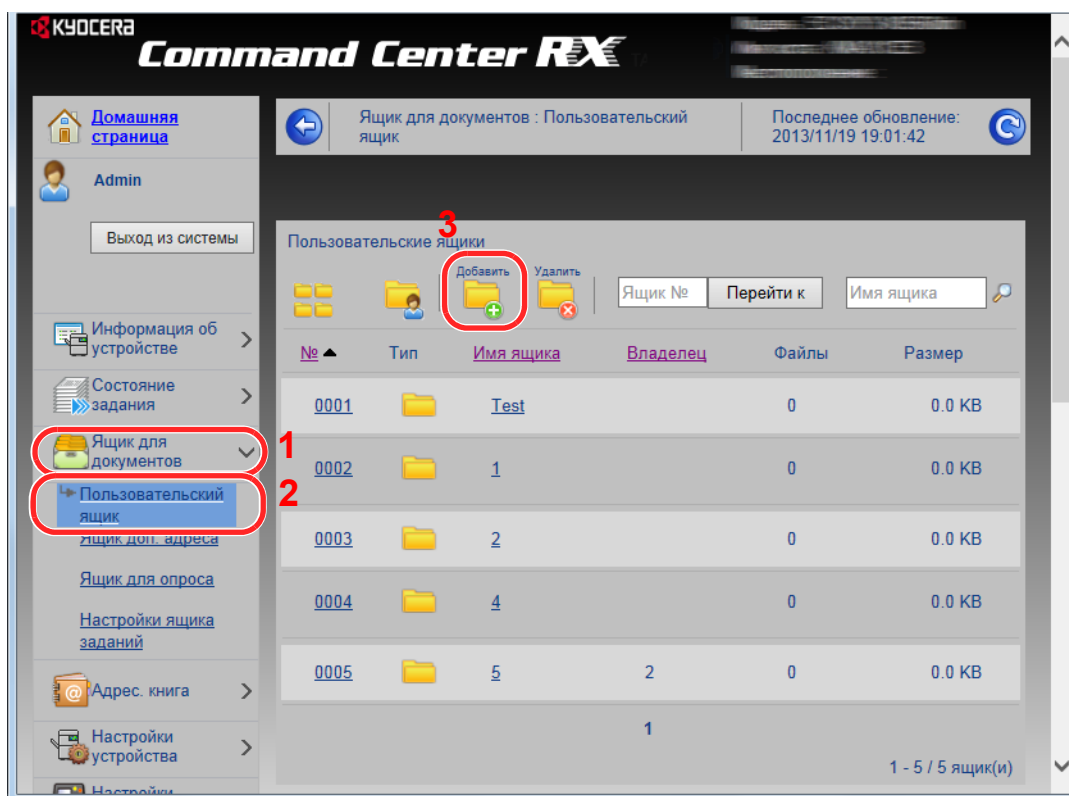 KYOCERA
Command Center RX
Домашняя
страница
Ящик для документов : Пользовательский
ящик
Последнее обновление:
2013/11/19 19:01:42
Admin
Выход из системы
3
Пользовательские ящики
Добавить
Удалить
Ящик №
Перейти к
Имя ящика
Информация об
устройстве
№ Тип Имя ящика Владелец Файлы Размер
Состояние
задания
0001 Test 0 0.0 KB
Ящик для
документов
1
0002 1 0 0.0 KB
Пользовательский
ящик
2
Ящик доп. адреса
0003 2 0 0.0 KB
Ящик для опроса
0004 4 0 0.0 KB
Настройки ящика
заданий
0005 5 2 0 0.0 KB
Адрес. книга
1
Настройки
устройства
1 - 5 / 5 ящик(и)
Настройки